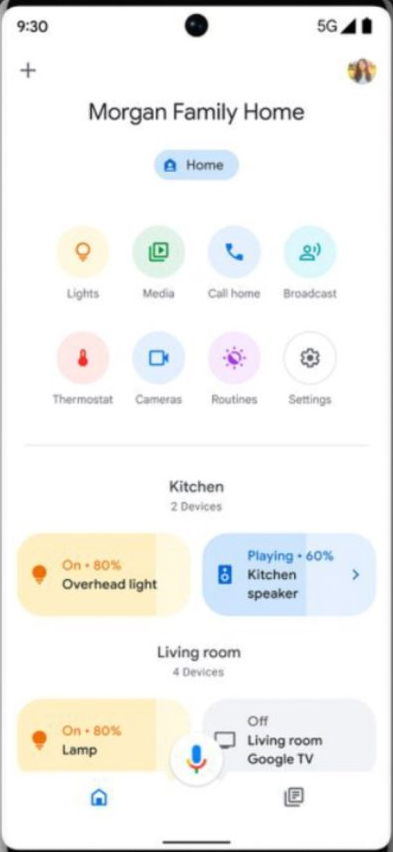 9:30
5G
Morgan Family Home
Home
Lights
Media
Call home
Broadcast
Thermostat
Cameras
Routines
Settings
Kitchen
2 Devices
On • 80%
Overhead light
Playing • 60%
Kitchen
speaker
Living room
4 Devices
On • 80%
Lamp
Off
Living room
Google TV